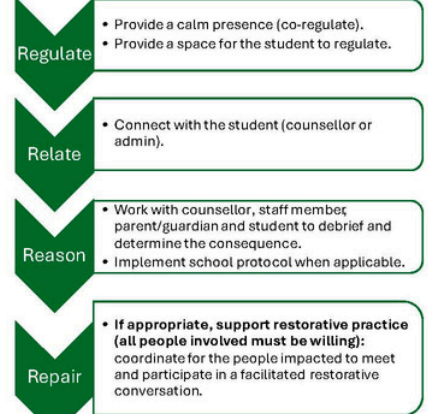 Regulate
• Provide a calm presence (co-regulate).
• Provide a space for the student to regulate.
Relate
• Connect with the student (counsellor or
admin).
Reason
• Work with counsellor, staff member,
parent/guardian and student to debrief and
determine the consequence.
• Implement school protocol when applicable.
Repair
• If appropriate, support restorative practice
(all people involved must be willing):
coordinate for the people impacted to meet
and participate in a facilitated restorative
conversation.